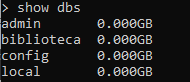 > show dbs
admin       0.000GB
biblioteca  0.000GB
config      0.000GB
local       0.000GB